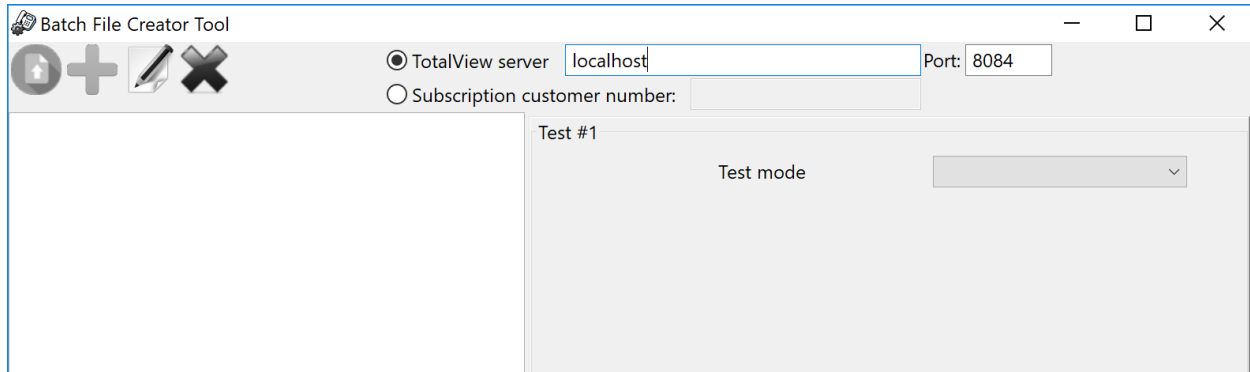 Batch File Creator Tool
TotalView server localhost Port: 8084
Subscription customer number:
Test #1
Test mode